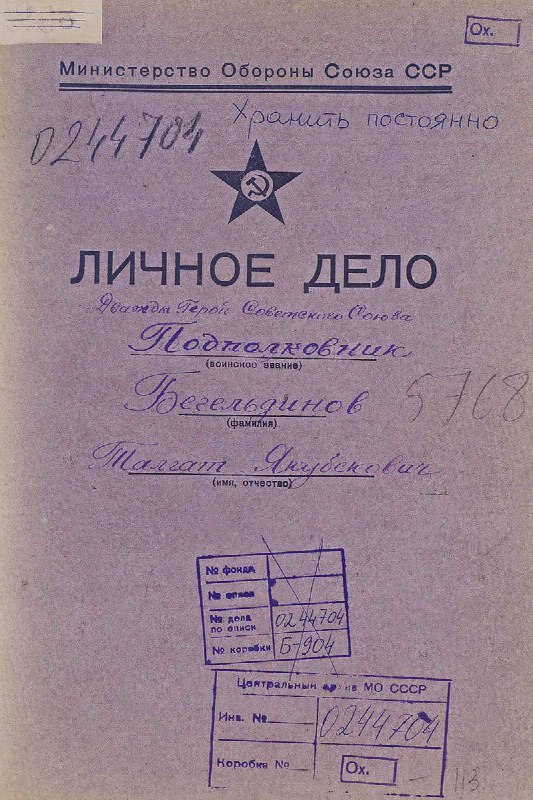 Ох.
Министерство Обороны Союза ССР
Хранить постоянно
0244704
ЛИЧНОЕ ДЕЛО
Дважды Герой Советского Союза
Подполковник
(воинское звание)
Бегельдинов
5768
(фамилия)
Талгат Якубекович
(имя, отчество)
№ фонда
№ описи
№ дела по описи 0244704
№ коробки Б-904
Центральный архив МО СССР
Инв. № 0244704
Коробка №
Ох.
113